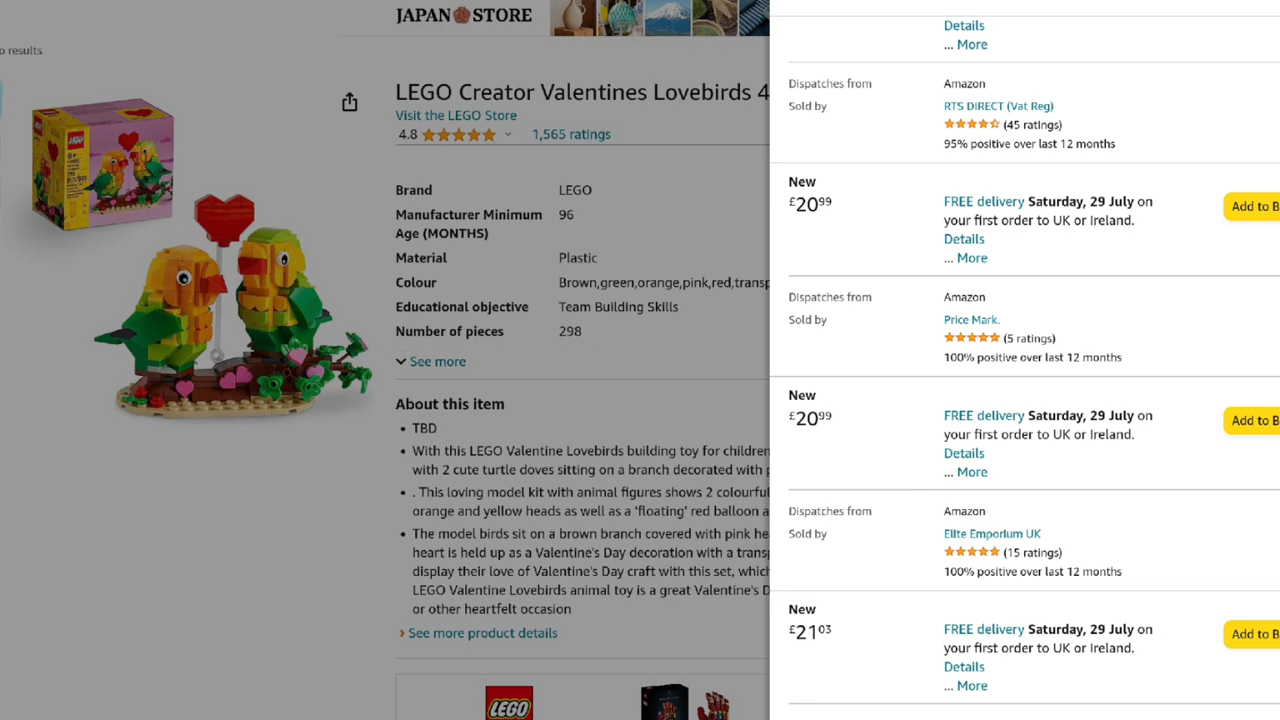 JAPAN STORE
o results
LEGO Creator Valentines Lovebirds 4
Visit the LEGO Store
4.8 1,565 ratings
Brand LEGO
Manufacturer Minimum 96
Age (MONTHS)
Material Plastic
Colour Brown,green,orange,pink,red,transp
Educational objective Team Building Skills
Number of pieces 298
See more
About this item
• TBD
• With this LEGO Valentine Lovebirds building toy for children
with 2 cute turtle doves sitting on a branch decorated with p
• . This loving model kit with animal figures shows 2 colourful
orange and yellow heads as well as a 'floating' red balloon a
• The model birds sit on a brown branch covered with pink he
heart is held up as a Valentine's Day decoration with a trans
display their love of Valentine's Day craft with this set, whic
LEGO Valentine Lovebirds animal toy is a great Valentine's D
or other heartfelt occasion
› See more product details
LEGO
Details
... More
Dispatches from Amazon
Sold by RTS DIRECT (Vat Reg)
(45 ratings)
95% positive over last 12 months
New
£20⁹⁹ FREE delivery Saturday, 29 July on
your first order to UK or Ireland.
Details
... More
Add to B
Dispatches from Amazon
Sold by Price Mark.
(5 ratings)
100% positive over last 12 months
New
£20⁹⁹ FREE delivery Saturday, 29 July on
your first order to UK or Ireland.
Details
... More
Add to B
Dispatches from Amazon
Sold by Elite Emporium UK
(15 ratings)
100% positive over last 12 months
New
£21⁰³ FREE delivery Saturday, 29 July on
your first order to UK or Ireland.
Details
... More
Add to B